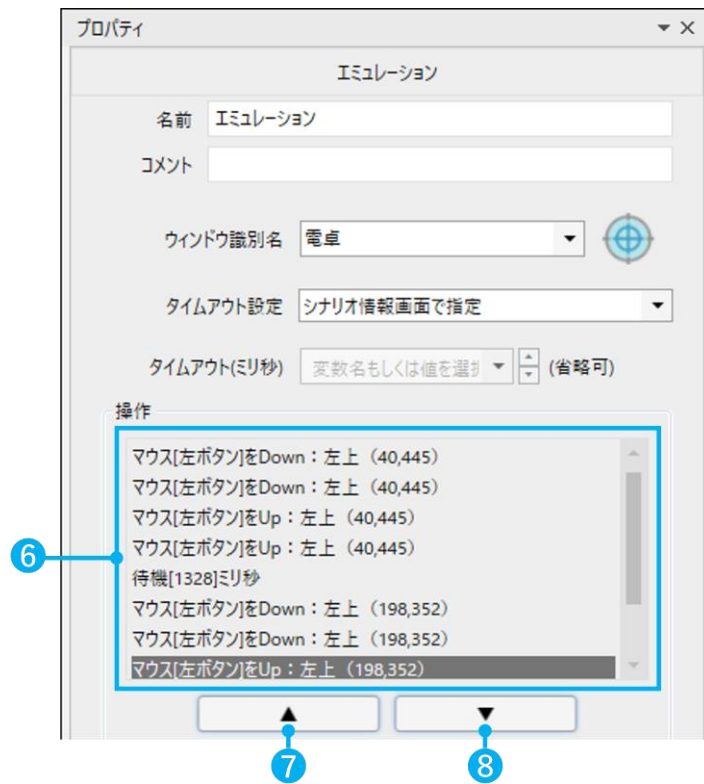 プロパティ
エミュレーション
名前 エミュレーション
コメント
ウィンドウ識別名 電卓
タイムアウト設定 シナリオ情報画面で指定
タイムアウト(ミリ秒) 変数名もしくは値を選択 (省略可)
操作
マウス[左ボタン]をDown：左上（40,445）
マウス[左ボタン]をDown：左上（40,445）
マウス[左ボタン]をUp：左上（40,445）
マウス[左ボタン]をUp：左上（40,445）
6
待機[1328]ミリ秒
マウス[左ボタン]をDown：左上（198,352）
マウス[左ボタン]をDown：左上（198,352）
マウス[左ボタン]をUp：左上（198,352）
▲ ▼
7 8